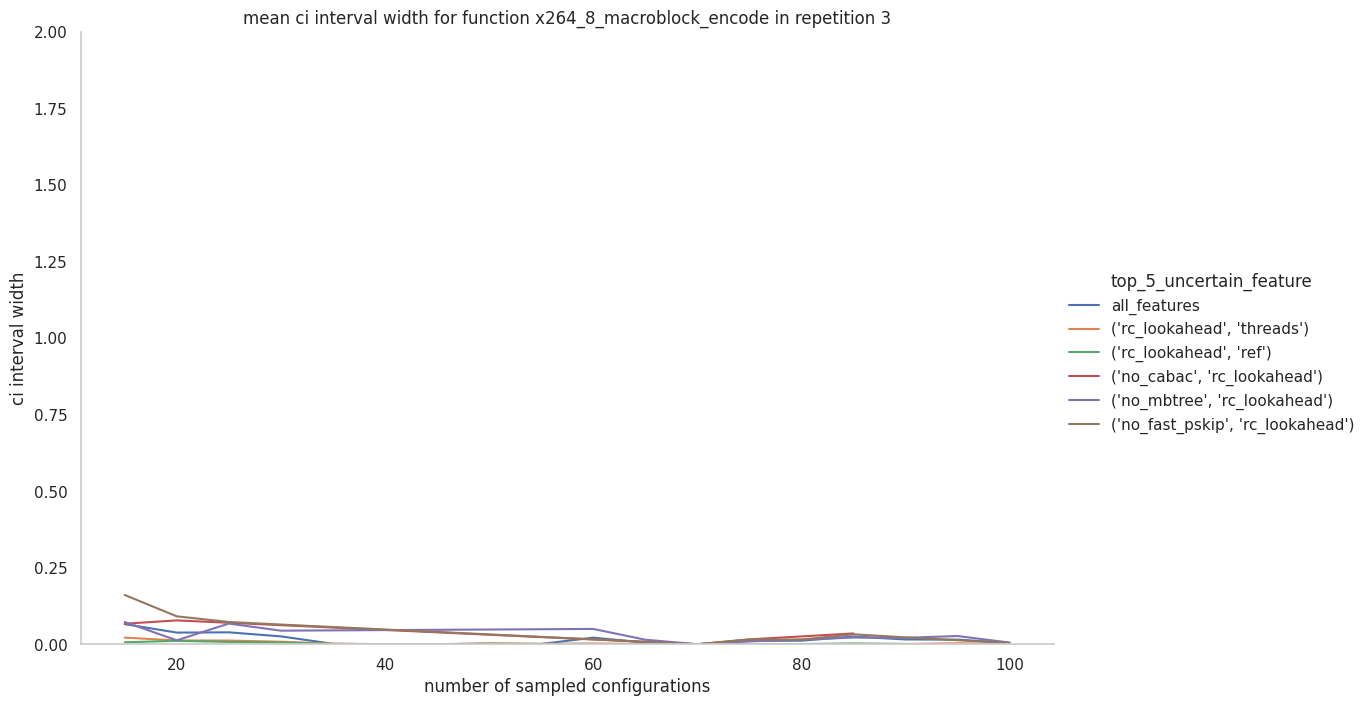 mean ci interval width for function x264_8_macroblock_encode in repetition 3
2.00
1.75
1.50
1.25
1.00
0.75
0.50
0.25
0.00
ci interval width
20
40
60
80
100
number of sampled configurations
top_5_uncertain_feature
all_features
('rc_lookahead', 'threads')
('rc_lookahead', 'ref')
('no_cabac', 'rc_lookahead')
('no_mbtree', 'rc_lookahead')
('no_fast_pskip', 'rc_lookahead')